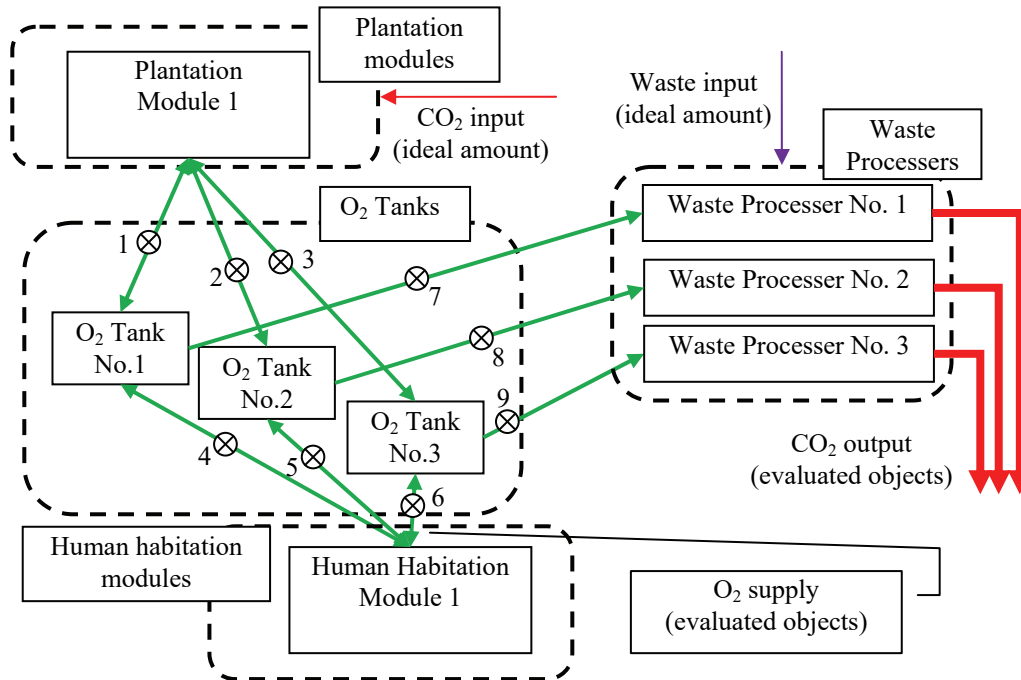 Plantation
modules
Plantation
Module 1
CO₂ input
(ideal amount)
Waste input
(ideal amount)
Waste
Processers
Waste Processer No. 1
Waste Processer No. 2
Waste Processer No. 3
O₂ Tanks
1
2
3
7
8
9
O₂ Tank
No.1
O₂ Tank
No.2
O₂ Tank
No.3
4
5
6
CO₂ output
(evaluated objects)
Human habitation
modules
Human Habitation
Module 1
O₂ supply
(evaluated objects)